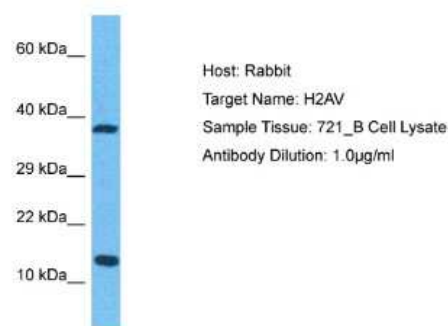 60 kDa
40 kDa
29 kDa
22 kDa
10 kDa
Host: Rabbit
Target Name: H2AV
Sample Tissue: 721_B Cell Lysate
Antibody Dilution: 1.0µg/ml